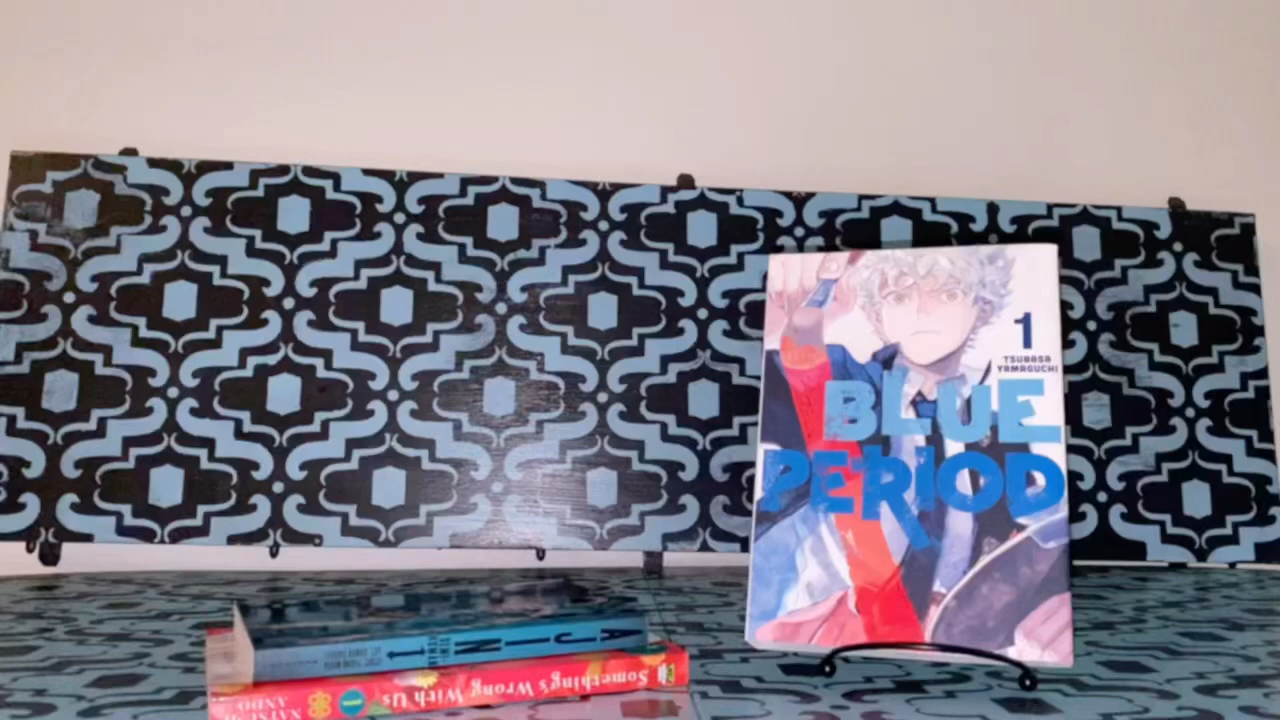 1
TSUBASA
YAMAGUCHI
BLUE
PERIOD
AJIN
1
Something's Wrong With Us
NATSUMI
ANDO